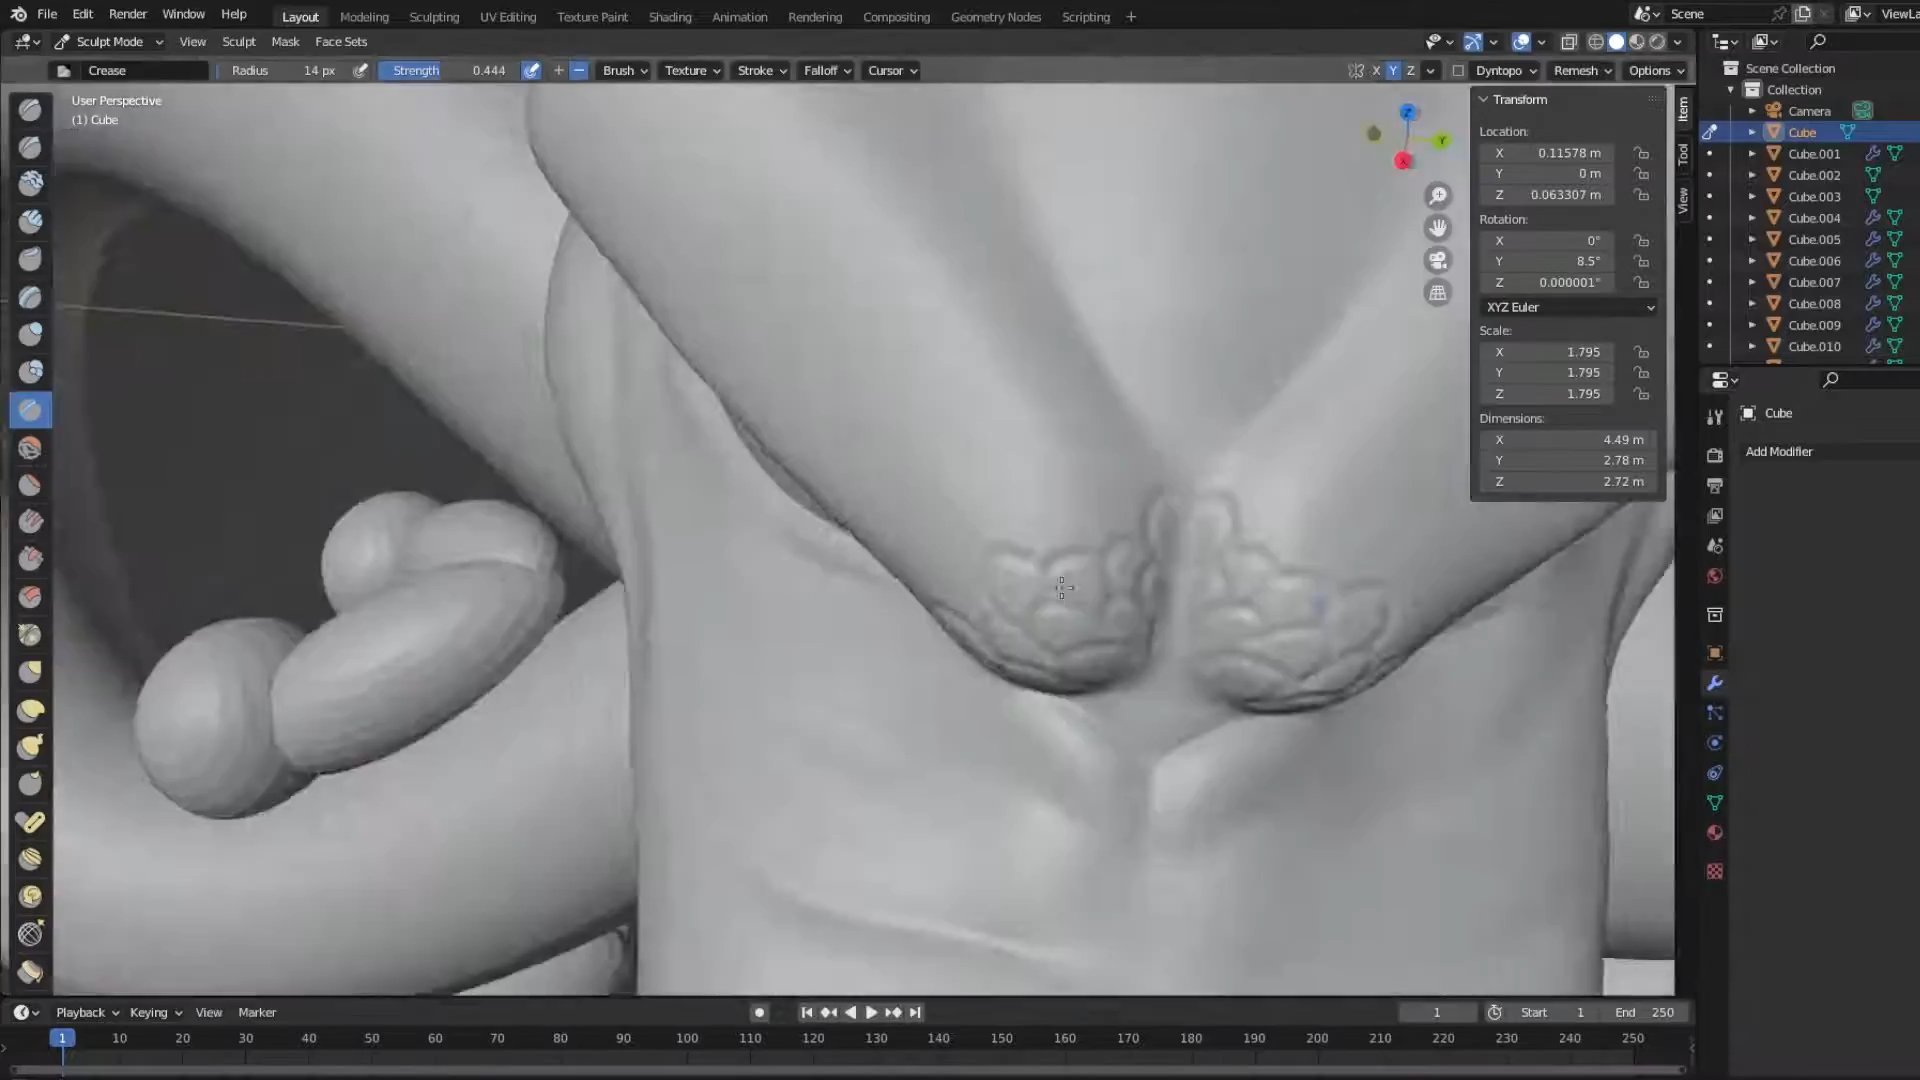 File Edit Render Window Help Layout Modeling Sculpting UV Editing Texture Paint Shading Animation Rendering Compositing Geometry Nodes Scripting + Scene ViewLa
Sculpt Mode View Sculpt Mask Face Sets
Crease Radius 14 px Strength 0.444 Brush Texture Stroke Falloff Cursor X Y Z Dyntopo Remesh Options
User Perspective
(1) Cube
Transform
Location:
X 0.11578 m
Y 0 m
Z 0.063307 m
Rotation:
X 0°
Y 8.5°
Z 0.000001°
XYZ Euler
Scale:
X 1.795
Y 1.795
Z 1.795
Dimensions:
X 4.49 m
Y 2.78 m
Z 2.72 m
Item
Tool
View
Y
Scene Collection
Collection
Camera
Cube
Cube.001
Cube.002
Cube.003
Cube.004
Cube.005
Cube.006
Cube.007
Cube.008
Cube.009
Cube.010
Cube
Add Modifier
Playback Keying View Marker 1 Start 1 End 250
1 10 20 30 40 50 60 70 80 90 100 110 120 130 140 150 160 170 180 190 200 210 220 230 240 250